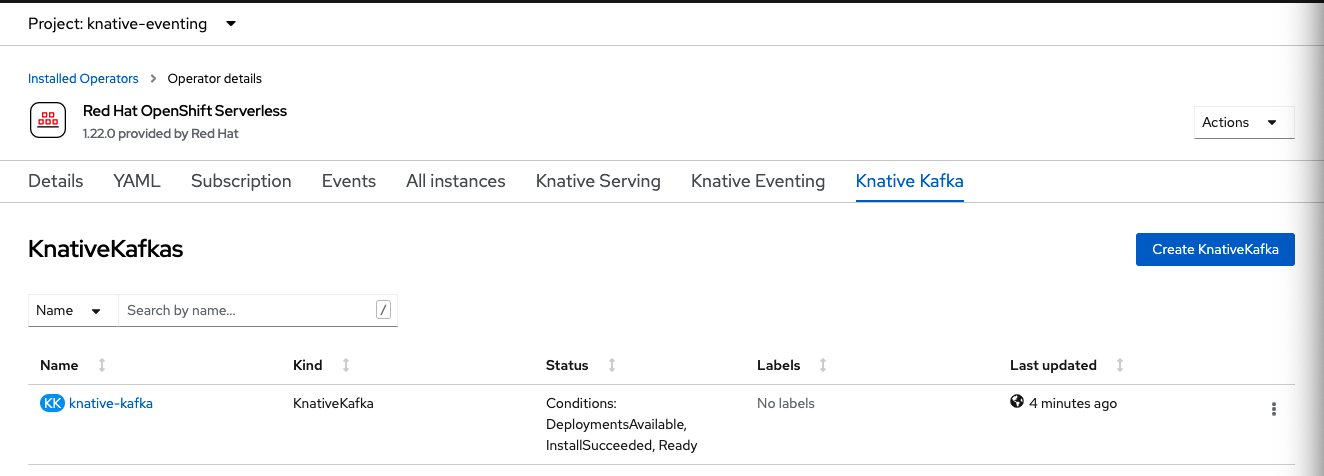 Project: knative-eventing
Installed Operators > Operator details
Red Hat OpenShift Serverless
1.22.0 provided by Red Hat
Actions
Details YAML Subscription Events All instances Knative Serving Knative Eventing Knative Kafka
KnativeKafkas
Create KnativeKafka
Name Search by name... /
Name Kind Status Labels Last updated
KK knative-kafka KnativeKafka Conditions: No labels 4 minutes ago
DeploymentsAvailable,
InstallSucceeded, Ready